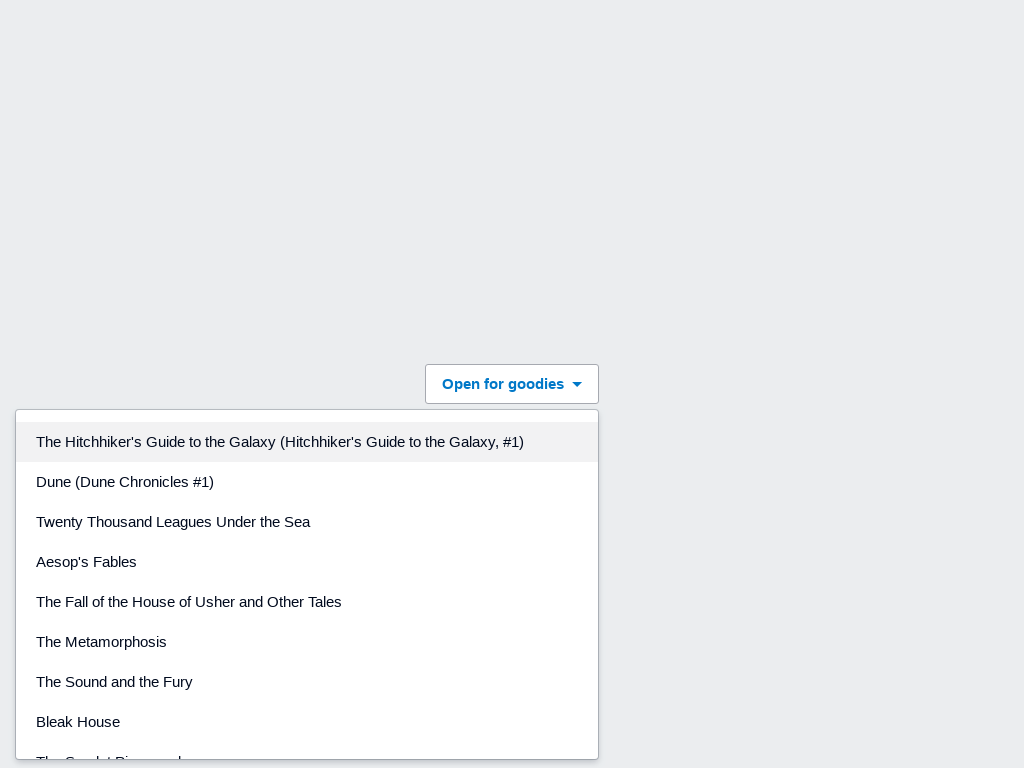 Open for goodies
The Hitchhiker's Guide to the Galaxy (Hitchhiker's Guide to the Galaxy, #1)
Dune (Dune Chronicles #1)
Twenty Thousand Leagues Under the Sea
Aesop's Fables
The Fall of the House of Usher and Other Tales
The Metamorphosis
The Sound and the Fury
Bleak House